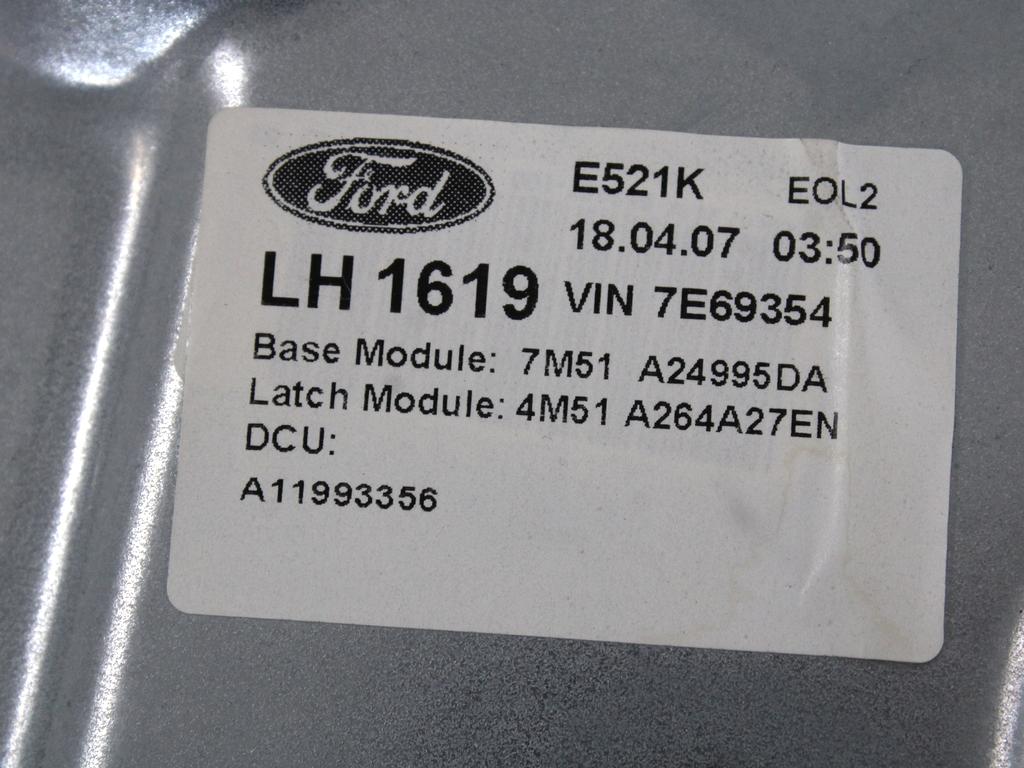 Ford
E521K EOL2
18.04.07 03:50
LH 1619 VIN 7E69354
Base Module: 7M51 A24995DA
Latch Module: 4M51 A264A27EN
DCU:
A11993356